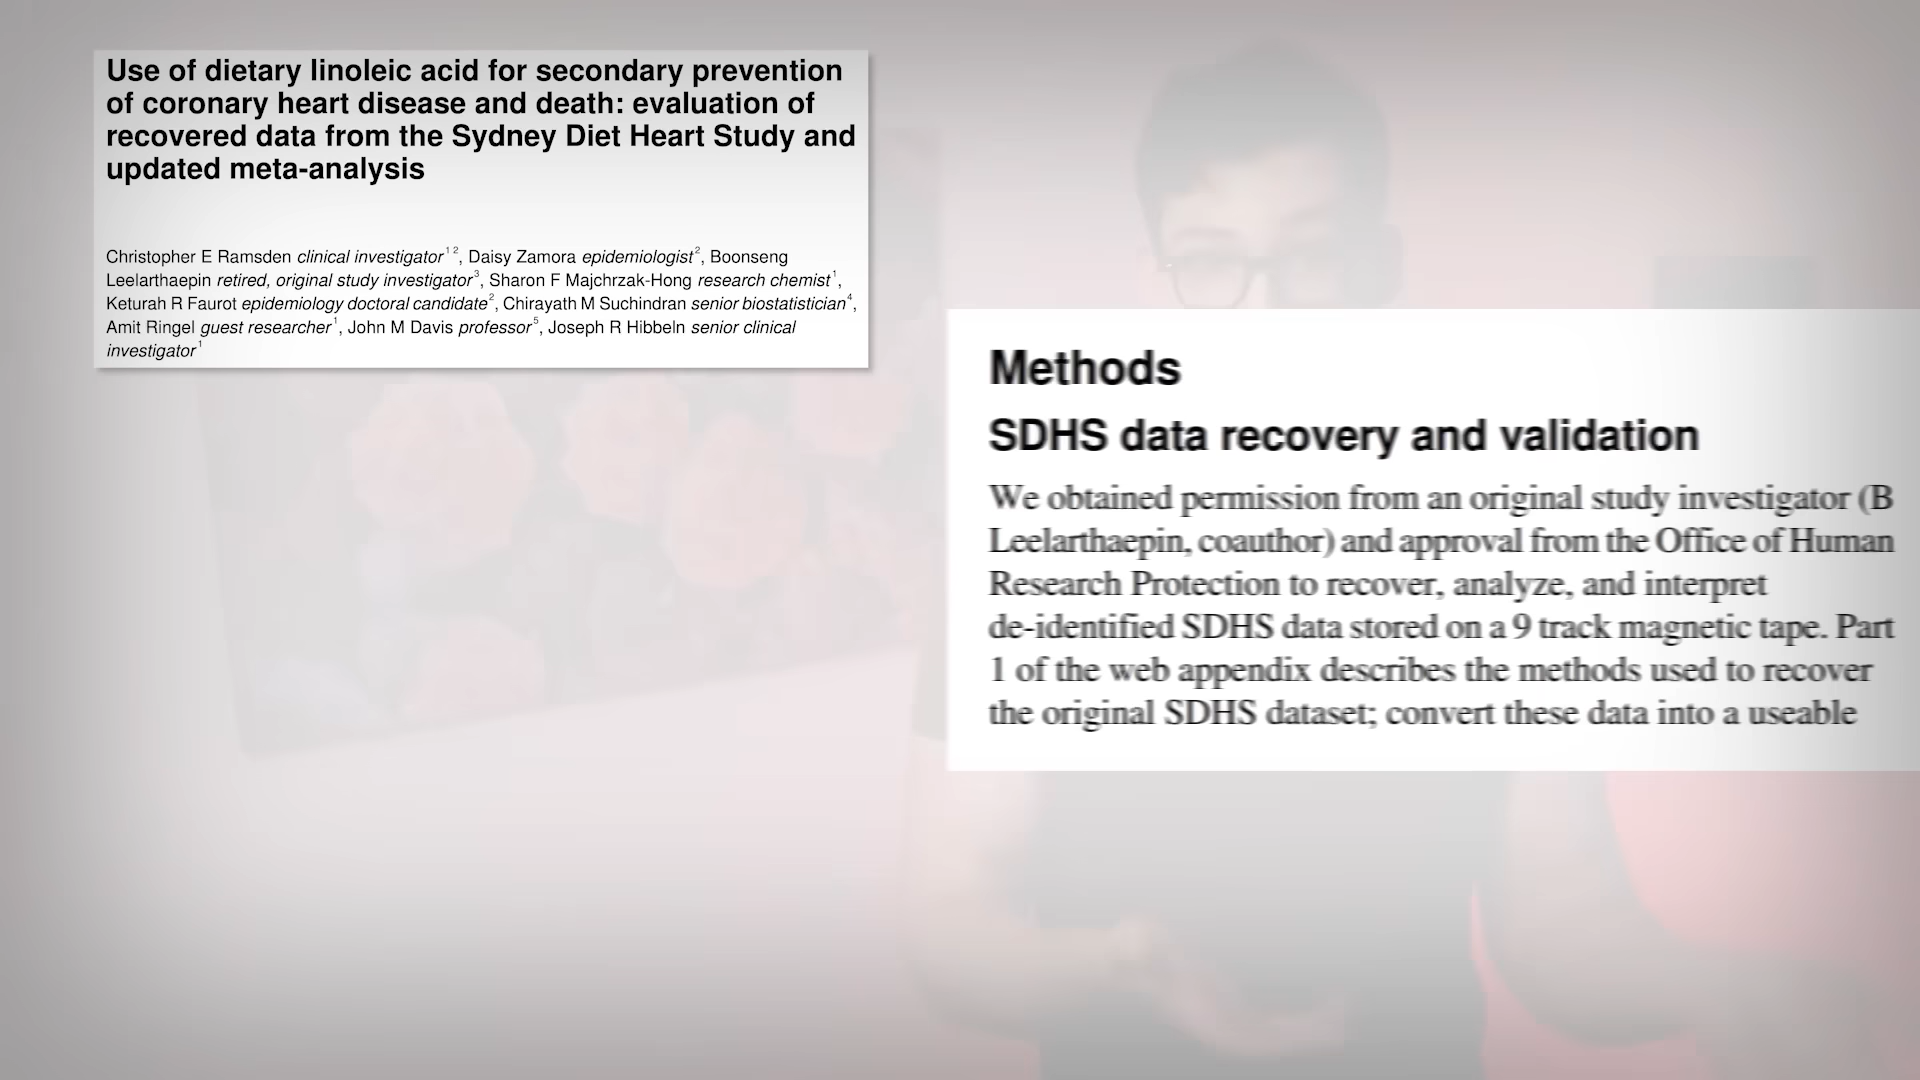 Use of dietary linoleic acid for secondary prevention
of coronary heart disease and death: evaluation of
recovered data from the Sydney Diet Heart Study and
updated meta-analysis
Christopher E Ramsden clinical investigator 1 2, Daisy Zamora epidemiologist 2, Boonseng
Leelarthaepin retired, original study investigator 3, Sharon F Majchrzak-Hong research chemist 1,
Keturah R Faurot epidemiology doctoral candidate 2, Chirayath M Suchindran senior biostatistician 4,
Amit Ringel guest researcher 1, John M Davis professor 5, Joseph R Hibbeln senior clinical
investigator 1
Methods
SDHS data recovery and validation
We obtained permission from an original study investigator (B
Leelarthaepin, coauthor) and approval from the Office of Human
Research Protection to recover, analyze, and interpret
de-identified SDHS data stored on a 9 track magnetic tape. Part
1 of the web appendix describes the methods used to recover
the original SDHS dataset; convert these data into a useable